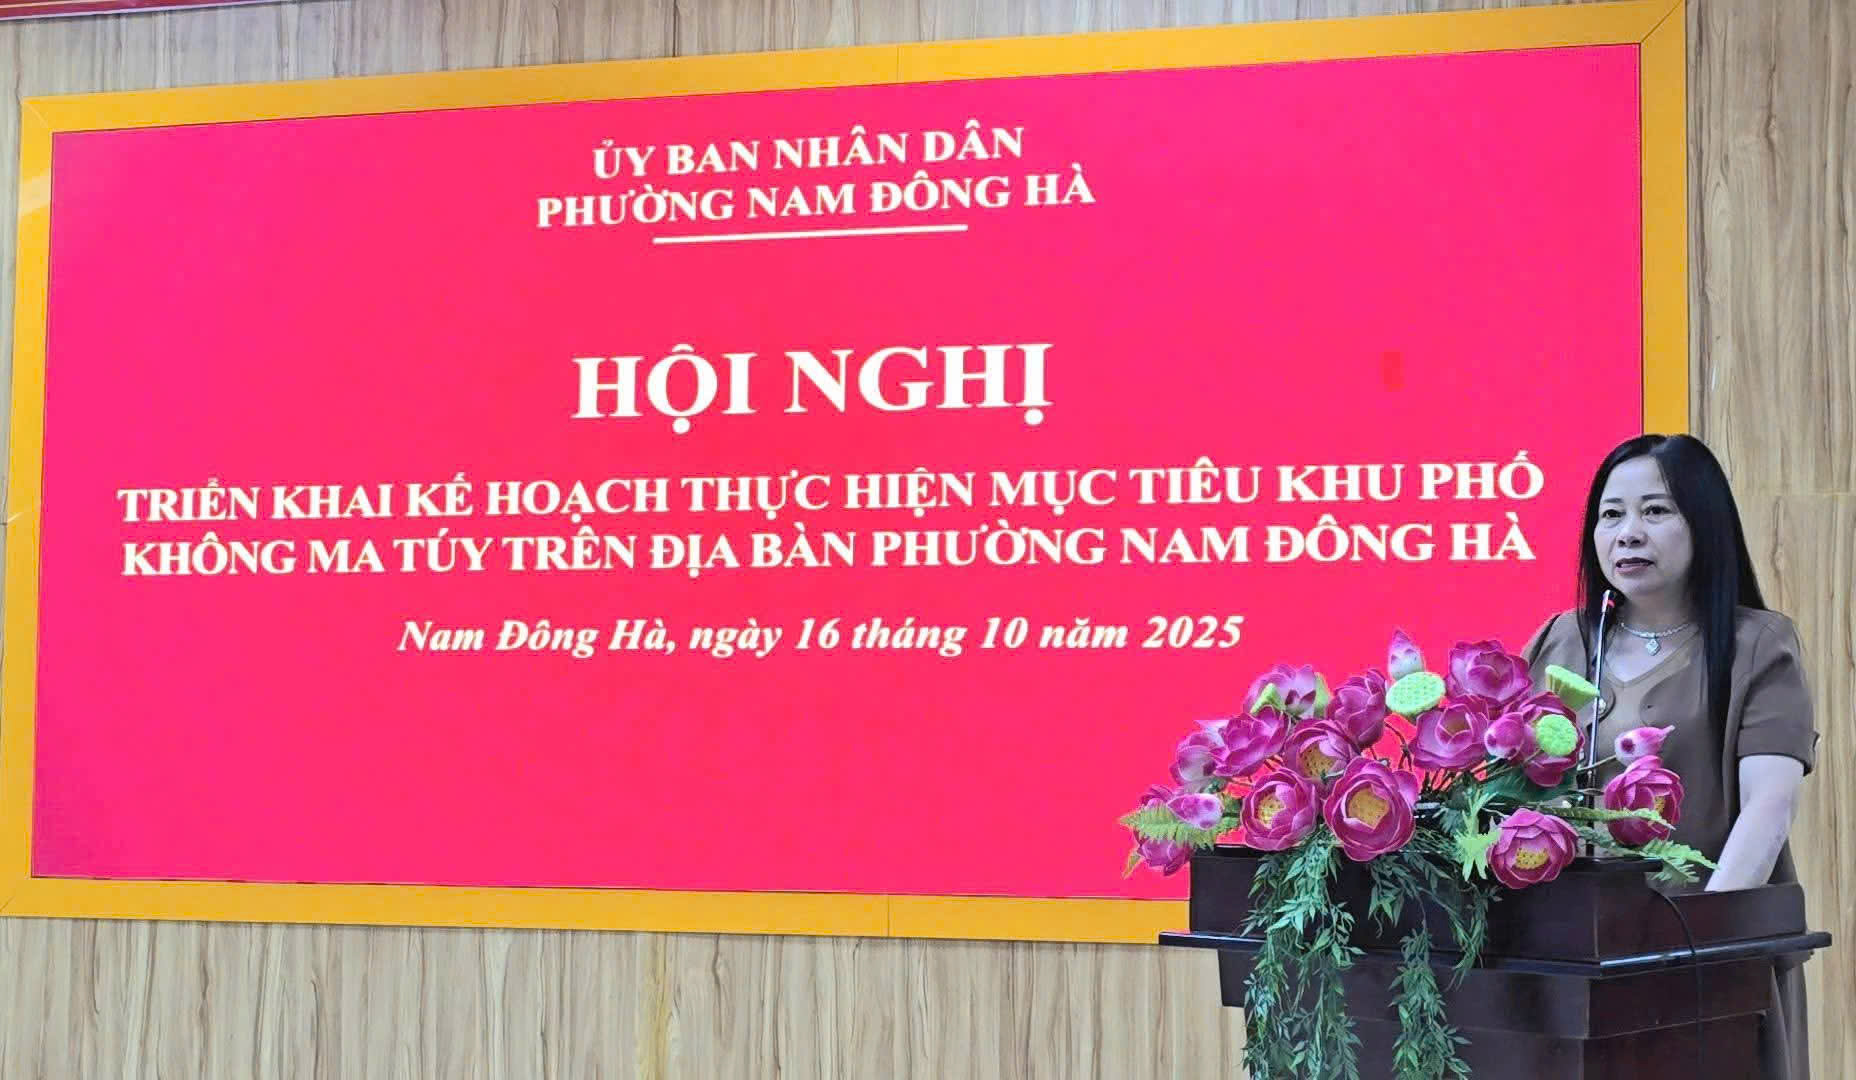 ỦY BAN NHÂN DÂN
PHƯỜNG NAM ĐÔNG HÀ
HỘI NGHỊ
TRIỂN KHAI KẾ HOẠCH THỰC HIỆN MỤC TIÊU KHU PHỐ
KHÔNG MA TÚY TRÊN ĐỊA BÀN PHƯỜNG NAM ĐÔNG HÀ
Nam Đông Hà, ngày 16 tháng 10 năm 2025